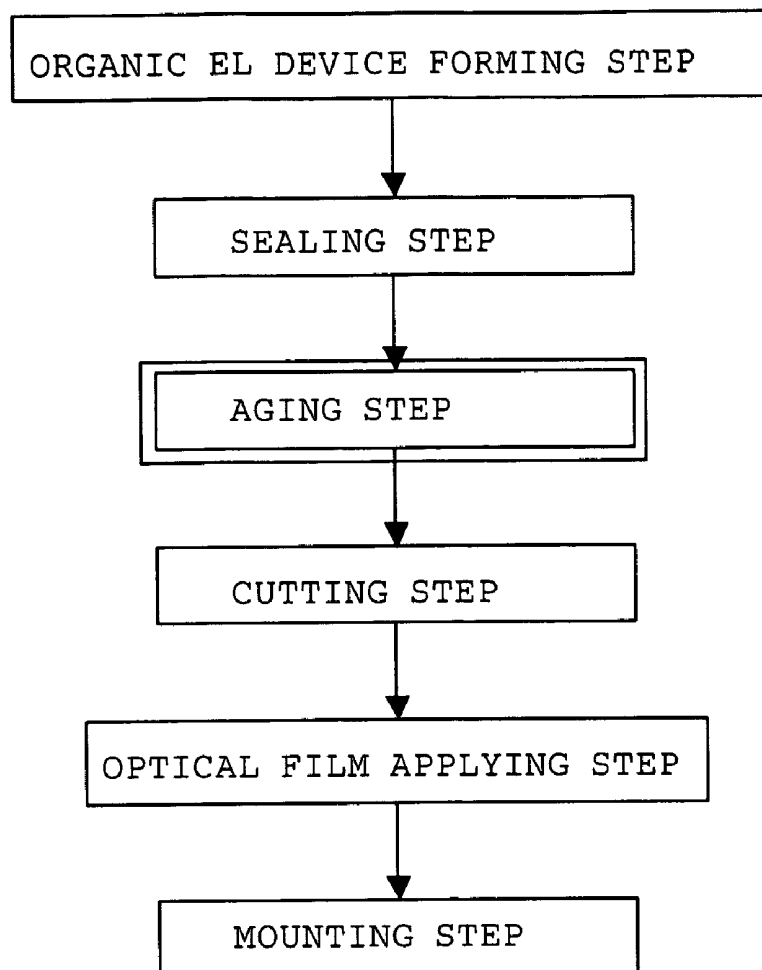 ORGANIC EL DEVICE FORMING STEP
SEALING STEP
AGING STEP
CUTTING STEP
OPTICAL FILM APPLYING STEP
MOUNTING STEP